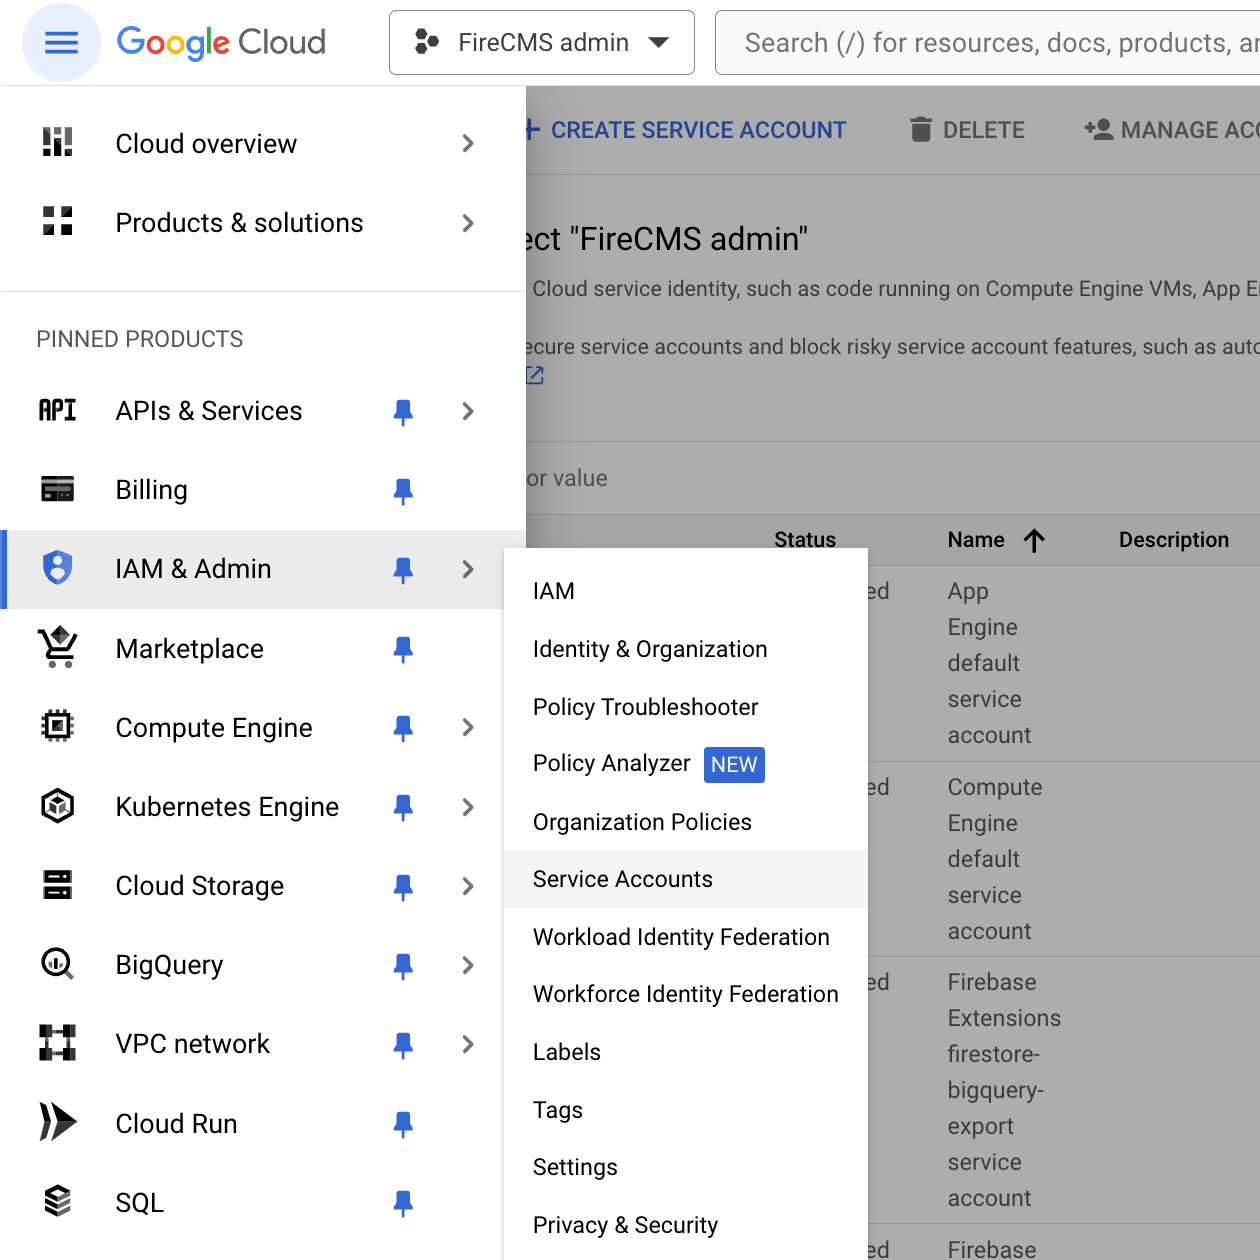 Google Cloud
FireCMS admin
Search (/) for resources, docs, products, an
Cloud overview
Products & solutions
PINNED PRODUCTS
API APIs & Services
Billing
IAM & Admin
Marketplace
Compute Engine
Kubernetes Engine
Cloud Storage
BigQuery
VPC network
Cloud Run
SQL
IAM
Identity & Organization
Policy Troubleshooter
Policy Analyzer NEW
Organization Policies
Service Accounts
Workload Identity Federation
Workforce Identity Federation
Labels
Tags
Settings
Privacy & Security
+ CREATE SERVICE ACCOUNT
DELETE
MANAGE ACC
ect "FireCMS admin"
Cloud service identity, such as code running on Compute Engine VMs, App E
ecure service accounts and block risky service account features, such as auto
or value
Status
Name
Description
ed
App
Engine
default
service
account
ed
Compute
Engine
default
service
account
ed
Firebase
Extensions
firestore-
bigquery-
export
service
account
ed
Firebase